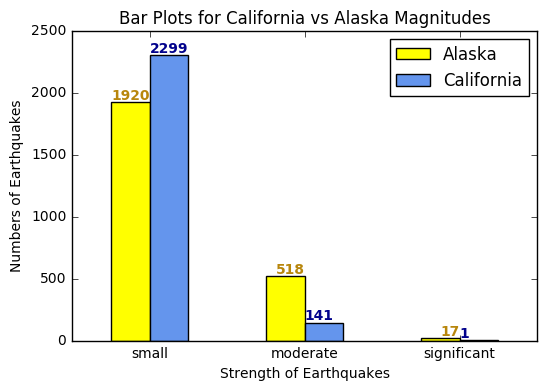 Bar Plots for California vs Alaska Magnitudes
Alaska
California
Numbers of Earthquakes
2500
2000
1500
1000
500
0
1920
2299
518
141
17
1
small
moderate
significant
Strength of Earthquakes